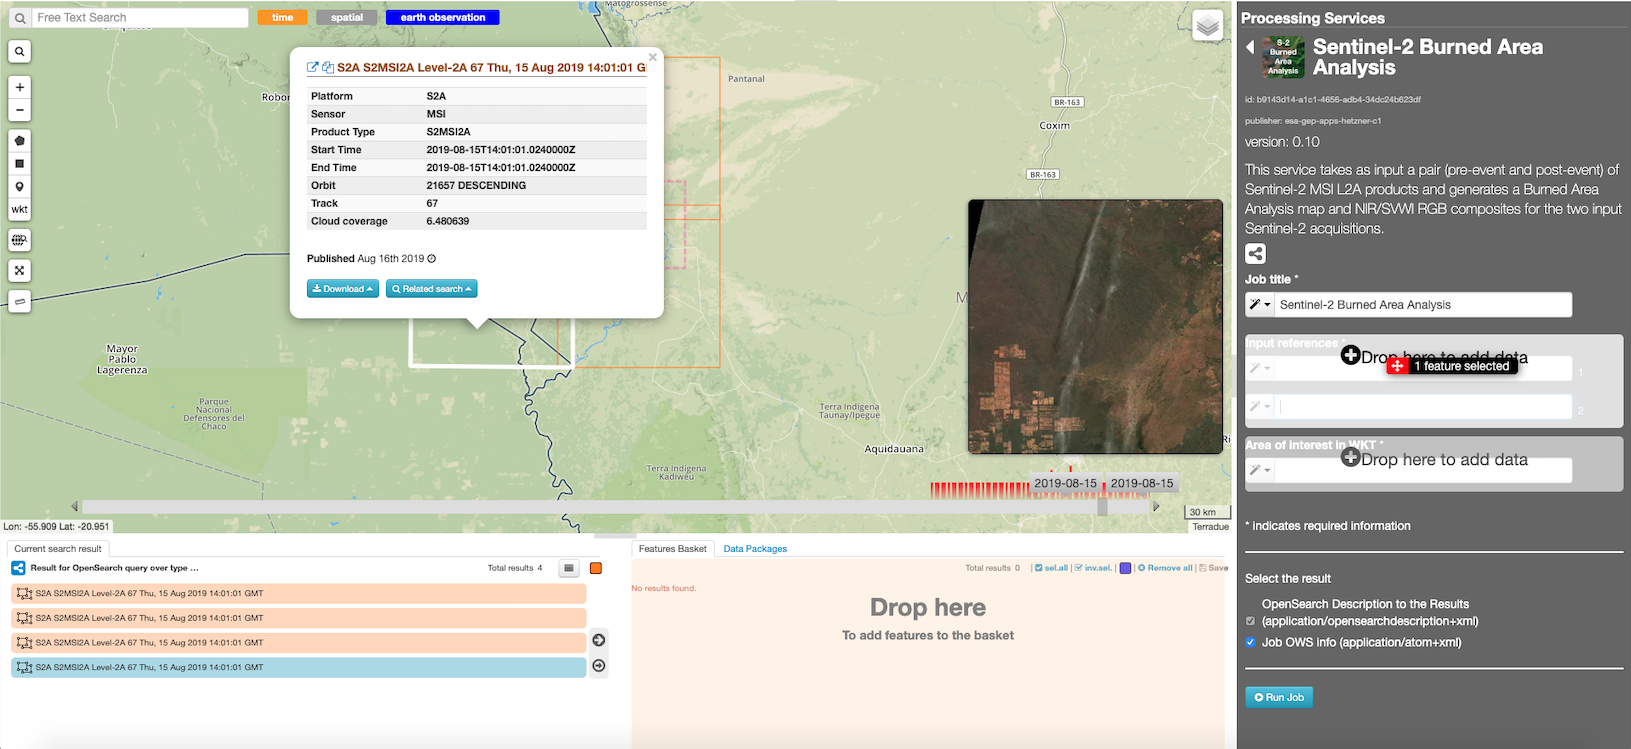 Free Text Search
time
spatial
earth observation
Matogrossense
Pantanal
BR-163
Coxim
BR-163
Robor
S2A S2MSI2A Level-2A 67 Thu, 15 Aug 2019 14:01:01 G
Platform S2A
Sensor MSI
Product Type S2MSI2A
Start Time 2019-08-15T14:01:01.0240000Z
End Time 2019-08-15T14:01:01.0240000Z
Orbit 21657 DESCENDING
Track 67
Cloud coverage 6.480639
Published Aug 16th 2019
Download
Related search
wkt
M
Mayor
Pablo
Lagerenza
Parque
Nacional
Defensores del
Chaco
Terra Indígena
Taunay/Ipegue
Aquidauana
Terra Indígena
Kadiwéu
Ri
2019-08-15
2019-08-15
30 km
Terradue
Lon: -55.909 Lat: -20.951
Current search result
Result for OpenSearch query over type ...
Total results 4
S2A S2MSI2A Level-2A 67 Thu, 15 Aug 2019 14:01:01 GMT
S2A S2MSI2A Level-2A 67 Thu, 15 Aug 2019 14:01:01 GMT
S2A S2MSI2A Level-2A 67 Thu, 15 Aug 2019 14:01:01 GMT
S2A S2MSI2A Level-2A 67 Thu, 15 Aug 2019 14:01:01 GMT
Features Basket
Data Packages
Total results 0 | sel.all | inv.sel. | | Remove all | Save
No results found.
Drop here
To add features to the basket
Processing Services
S-2
Burned
Area
Analysis
Sentinel-2 Burned Area
Analysis
id: b9143d14-a1c1-4656-adb4-34dc24b623df
publisher: esa-gep-apps-hetzner-c1
version: 0.10
This service takes as input a pair (pre-event and post-event) of
Sentinel-2 MSI L2A products and generates a Burned Area
Analysis map and NIR/SWI RGB composites for the two input
Sentinel-2 acquisitions.
Job title *
Sentinel-2 Burned Area Analysis
Input references *
Drop here to add data
1 feature selected
1
2
Area of Interest in WKT *
Drop here to add data
* indicates required information
Select the result
OpenSearch Description to the Results
(application/opensearchdescription+xml)
Job OWS info (application/atom+xml)
Run Job